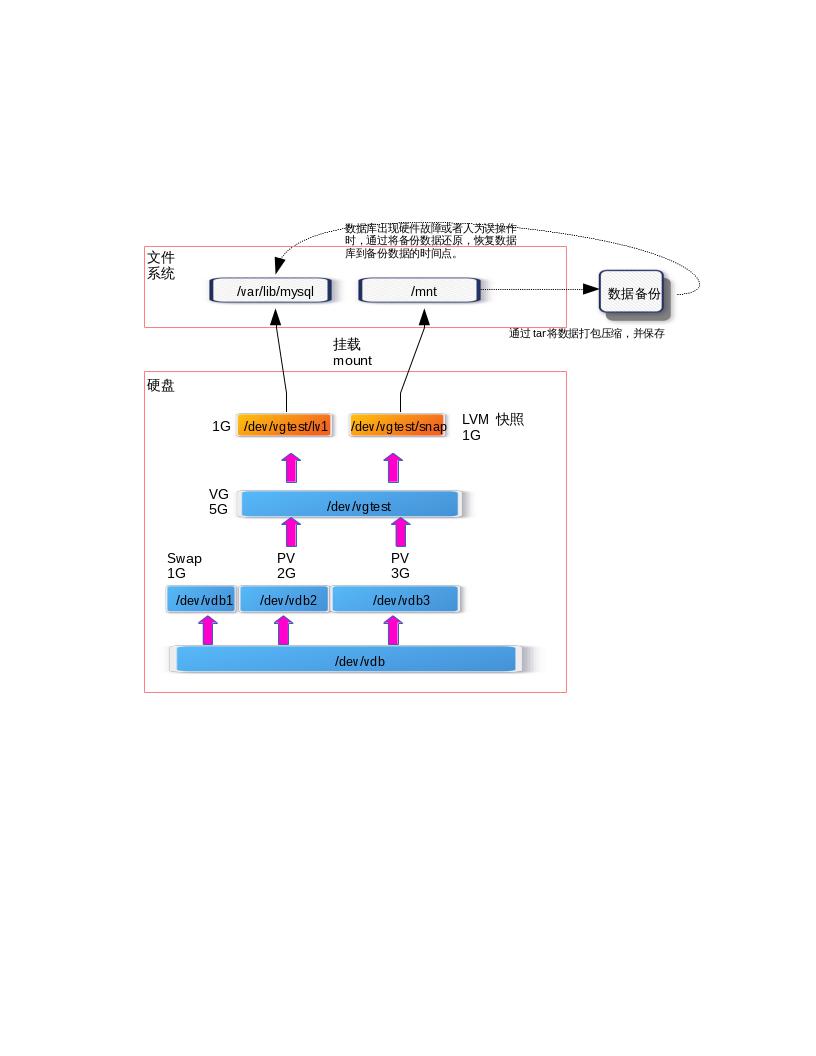 数据库出现硬件故障或者人为误操作
时，通过将备份数据还原，恢复数据
库到备份数据的时间点。
文件
系统
/var/lib/mysql
/mnt
数据备份
通过 tar将数据打包压缩，并保存
挂载
mount
硬盘
1G
/dev/vgtest/lv1
/dev/vgtest/snap
LVM 快照
1G
VG
5G
/dev/vgtest
Swap
1G
PV
2G
PV
3G
/dev/vdb1
/dev/vdb2
/dev/vdb3
/dev/vdb